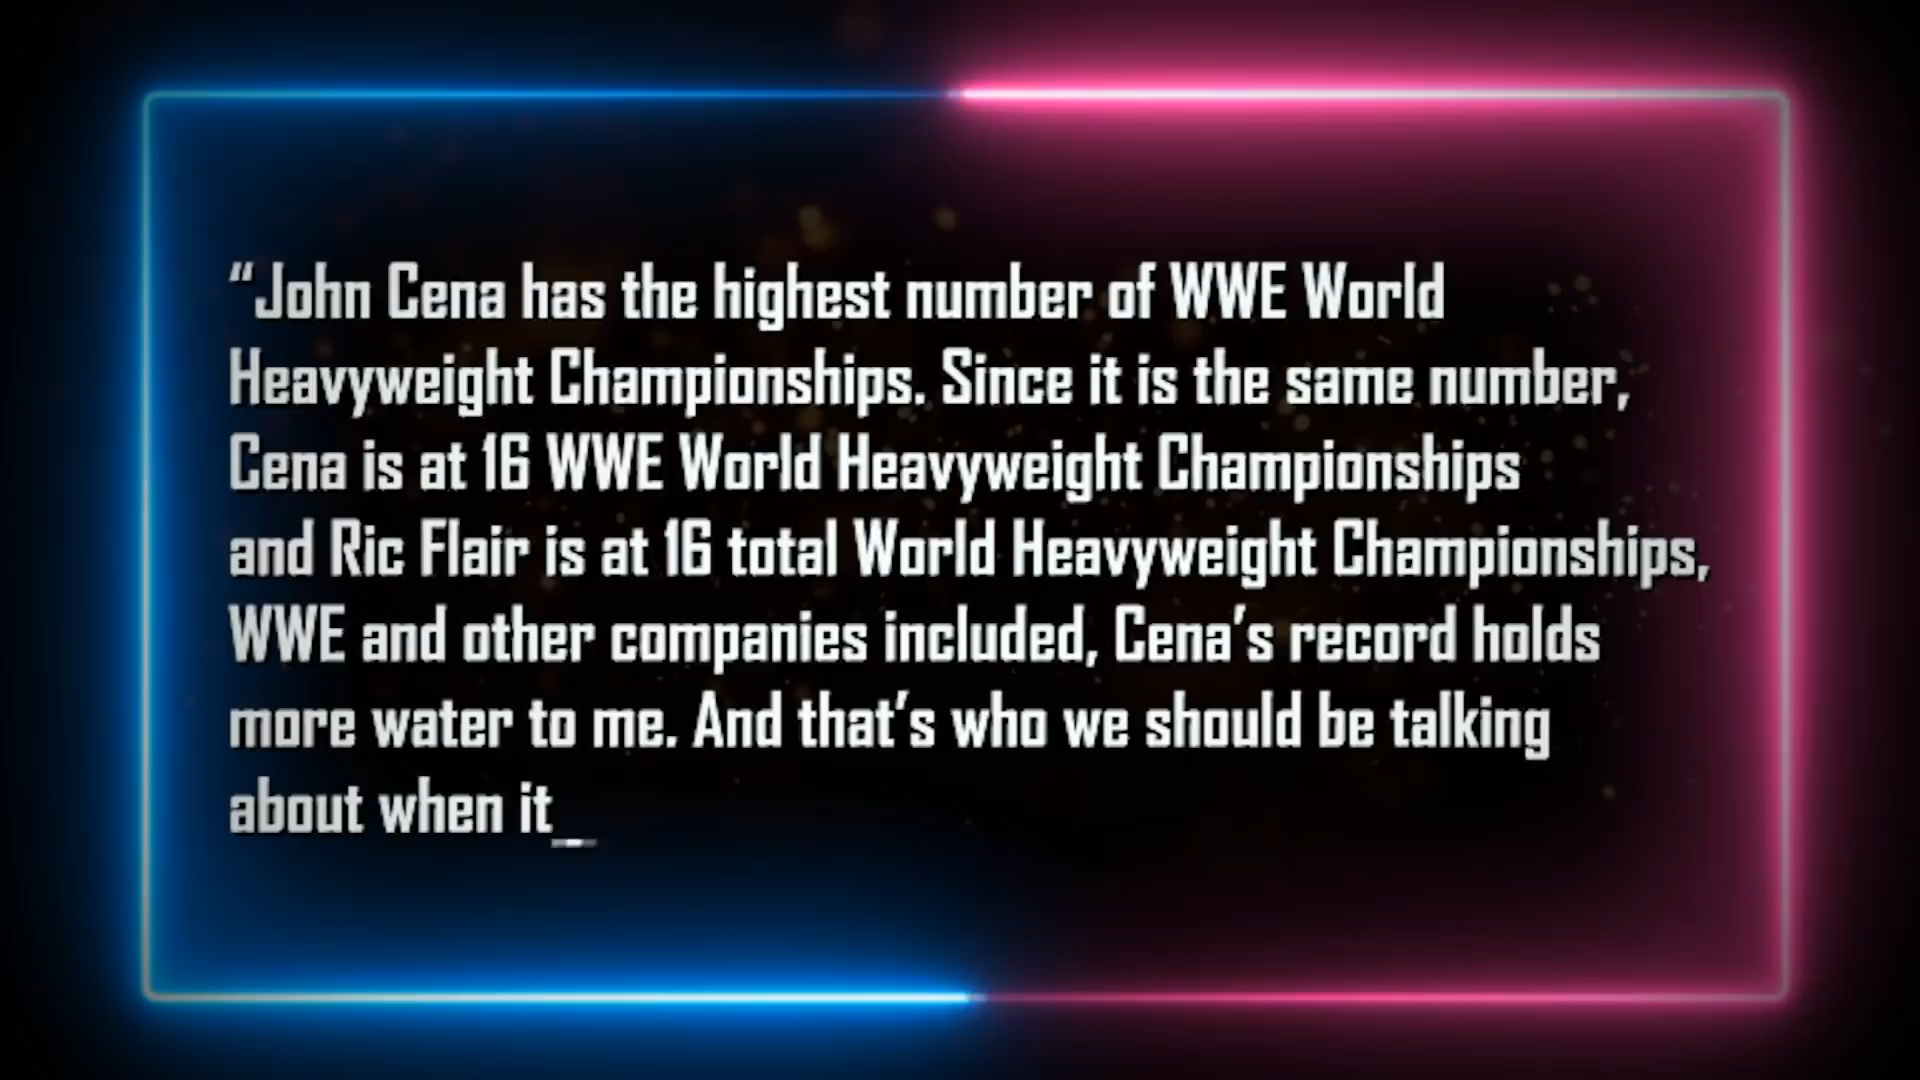 “John Cena has the highest number of WWE World
Heavyweight Championships. Since it is the same number,
Cena is at 16 WWE World Heavyweight Championships
and Ric Flair is at 16 total World Heavyweight Championships,
WWE and other companies included, Cena’s record holds
more water to me. And that’s who we should be talking
about when it_